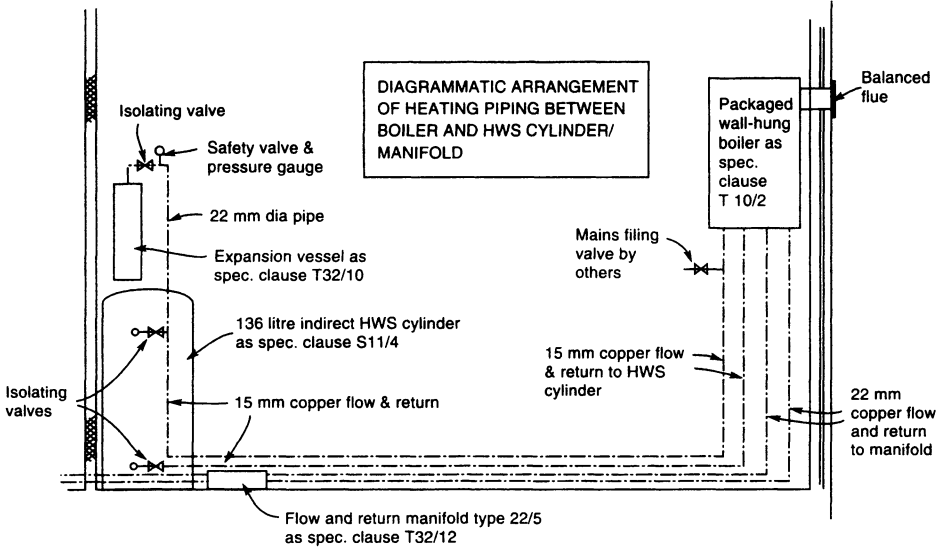 DIAGRAMMATIC ARRANGEMENT
OF HEATING PIPING BETWEEN
BOILER AND HWS CYLINDER/
MANIFOLD
Packaged
wall-hung
boiler as
spec.
clause
T 10/2
Balanced
flue
Isolating valve
Safety valve &
pressure gauge
22 mm dia pipe
Expansion vessel as
spec. clause T32/10
Mains filing
valve by
others
136 litre indirect HWS cylinder
as spec. clause S11/4
15 mm copper flow
& return to HWS
cylinder
Isolating
valves
15 mm copper flow & return
22 mm
copper flow
and return
to manifold
Flow and return manifold type 22/5
as spec. clause T32/12